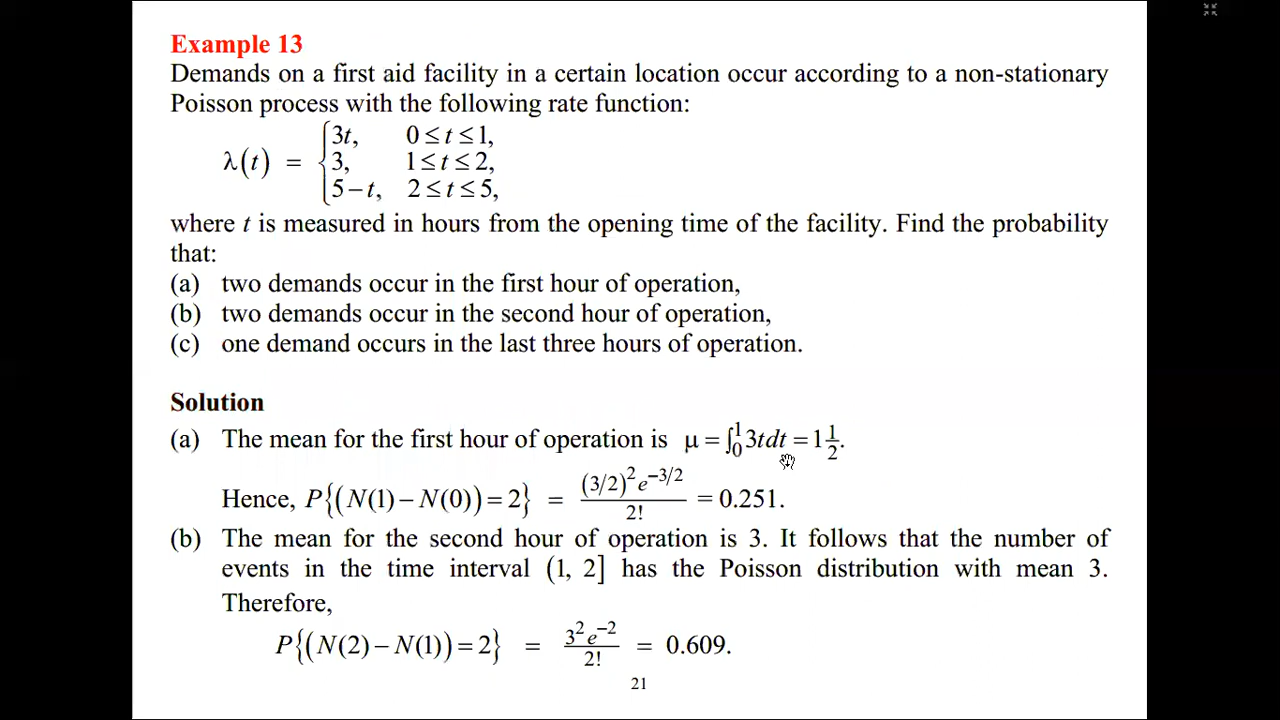 Example 13
Demands on a first aid facility in a certain location occur according to a non-stationary
Poisson process with the following rate function:
λ(t) = { 3t, 0 ≤ t ≤ 1,
3, 1 ≤ t ≤ 2,
5 − t, 2 ≤ t ≤ 5,
where t is measured in hours from the opening time of the facility. Find the probability
that:
(a) two demands occur in the first hour of operation,
(b) two demands occur in the second hour of operation,
(c) one demand occurs in the last three hours of operation.
Solution
(a) The mean for the first hour of operation is μ = ∫₀¹ 3tdt = 1 1/2.
Hence, P{(N(1) − N(0)) = 2} = (3/2)² e^(−3/2) / 2! = 0.251.
(b) The mean for the second hour of operation is 3. It follows that the number of
events in the time interval (1, 2] has the Poisson distribution with mean 3.
Therefore,
P{(N(2) − N(1)) = 2} = 3² e^(−2) / 2! = 0.609.
21